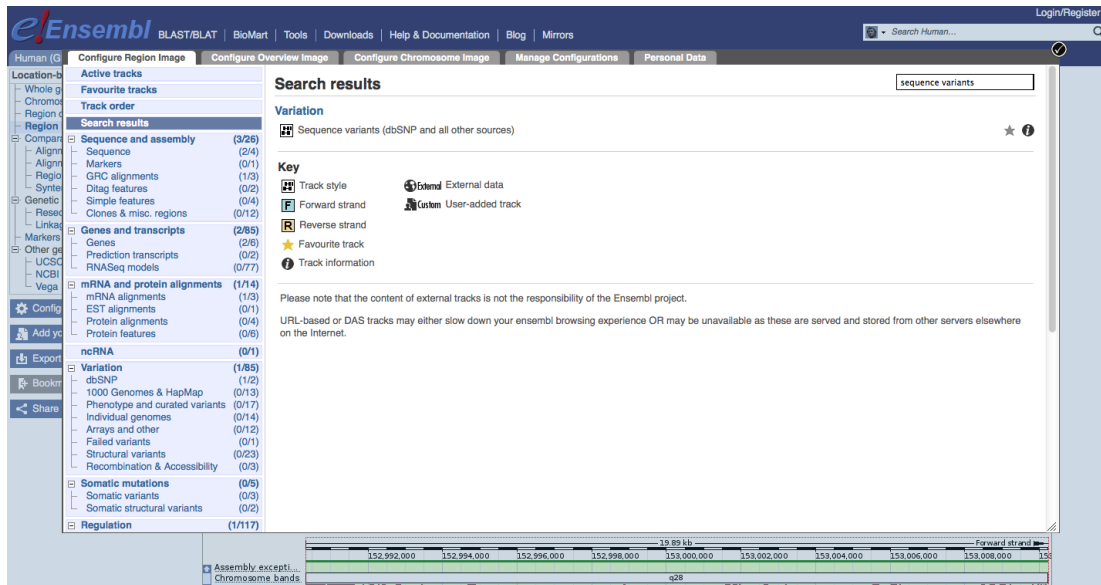 Login/Register
e!Ensembl BLAST/BLAT | BioMart | Tools | Downloads | Help & Documentation | Blog | Mirrors
Search Human...
Human (G
Configure Region Image
Configure Overview Image
Configure Chromosome Image
Manage Configurations
Personal Data
Location-b
Whole g
Chromos
Region
Compar
Alignn
Alignn
Regio
Synte
Genetic
Resec
Linkag
Markers
Other ge
UCSC
NCBI
Vega
Config
Add yo
Export
Bookm
Share
Active tracks
Favourite tracks
Track order
Search results
Sequence and assembly (3/26)
Sequence (2/4)
Markers (0/1)
GRC alignments (1/3)
Ditag features (0/2)
Simple features (0/4)
Clones & misc. regions (0/12)
Genes and transcripts (2/85)
Genes (2/6)
Prediction transcripts (0/2)
RNASeq models (0/77)
mRNA and protein alignments (1/14)
mRNA alignments (1/3)
EST alignments (0/1)
Protein alignments (0/4)
Protein features (0/6)
ncRNA (0/1)
Variation (1/85)
dbSNP (1/2)
1000 Genomes & HapMap (0/13)
Phenotype and curated variants (0/17)
Individual genomes (0/14)
Arrays and other (0/12)
Failed variants (0/1)
Structural variants (0/23)
Recombination & Accessibility (0/3)
Somatic mutations (0/5)
Somatic variants (0/3)
Somatic structural variants (0/2)
Regulation (1/117)
Search results
sequence variants
Variation
Sequence variants (dbSNP and all other sources)
Key
Track style
External External data
F Forward strand
Custom User-added track
R Reverse strand
Favourite track
Track information
Please note that the content of external tracks is not the responsibility of the Ensembl project.
URL-based or DAS tracks may either slow down your ensembl browsing experience OR may be unavailable as these are served and stored from other servers elsewhere
on the Internet.
19.89 kb
Forward strand
152,992,000 152,994,000 152,996,000 152,998,000 153,000,000 153,002,000 153,004,000 153,006,000 153,008,000 153
Assembly excepti...
Chromosome bands
q28